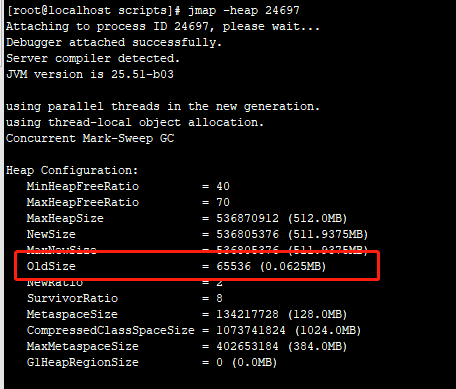 [root@localhost scripts]# jmap -heap 24697
Attaching to process ID 24697, please wait...
Debugger attached successfully.
Server compiler detected.
JVM version is 25.51-b03
using parallel threads in the new generation.
using thread-local object allocation.
Concurrent Mark-Sweep GC
Heap Configuration:
MinHeapFreeRatio = 40
MaxHeapFreeRatio = 70
MaxHeapSize = 536870912 (512.0MB)
NewSize = 536805376 (511.9375MB)
MaxNewSize = 536805376 (511.9375MB)
OldSize = 65536 (0.0625MB)
NewRatio = 2
SurvivorRatio = 8
MetaspaceSize = 134217728 (128.0MB)
CompressedClassSpaceSize = 1073741824 (1024.0MB)
MaxMetaspaceSize = 402653184 (384.0MB)
G1HeapRegionSize = 0 (0.0MB)